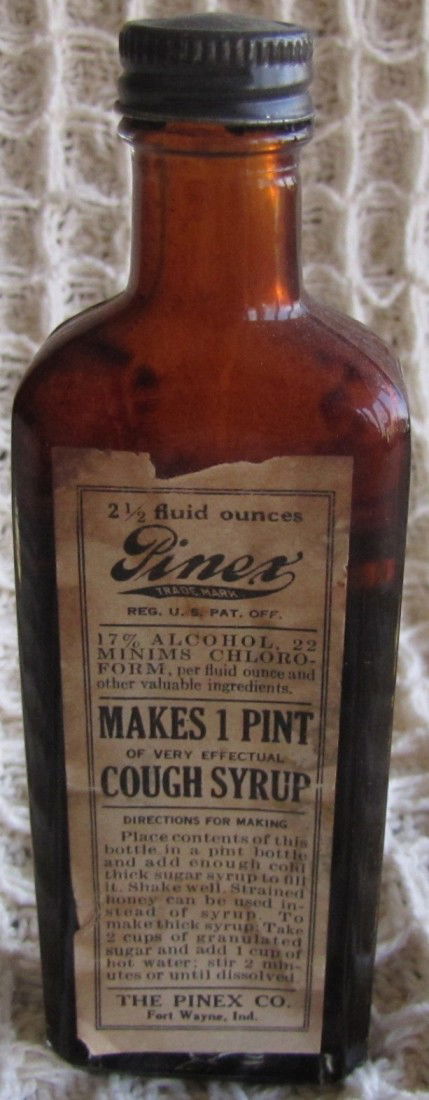 2½ fluid ounces
Pinex
TRADE MARK
REG. U. S. PAT. OFF.
17% ALCOHOL, 22
MINIMS CHLORO-
FORM, per fluid ounce and
other valuable ingredients.
MAKES 1 PINT
OF VERY EFFECTUAL
COUGH SYRUP
DIRECTIONS FOR MAKING
Place contents of this
bottle in a pint bottle
and add enough cold
thick sugar syrup to fill
it. Shake well. Strained
honey can be used in-
stead of syrup. To
make thick syrup: Take
2 cups of granulated
sugar and add 1 cup of
hot water; stir 2 min-
utes or until dissolved
THE PINEX CO.
Fort Wayne, Ind.